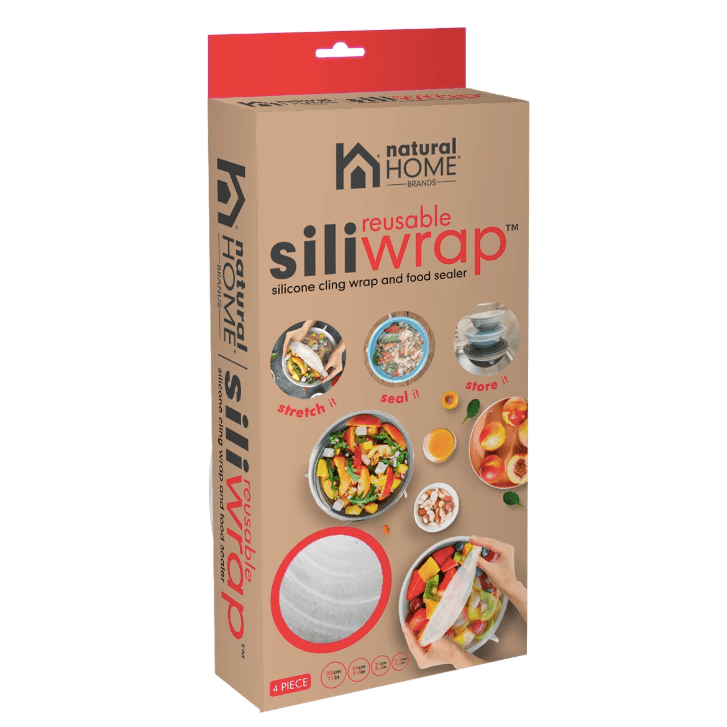 natural
HOME®
BRANDS
reusable
siliwrap™
silicone cling wrap and food sealer
stretch it
seal it
store it
4 PIECE
natural
HOME®
BRANDS
reusable
siliwrap™
silicone cling wrap and food sealer